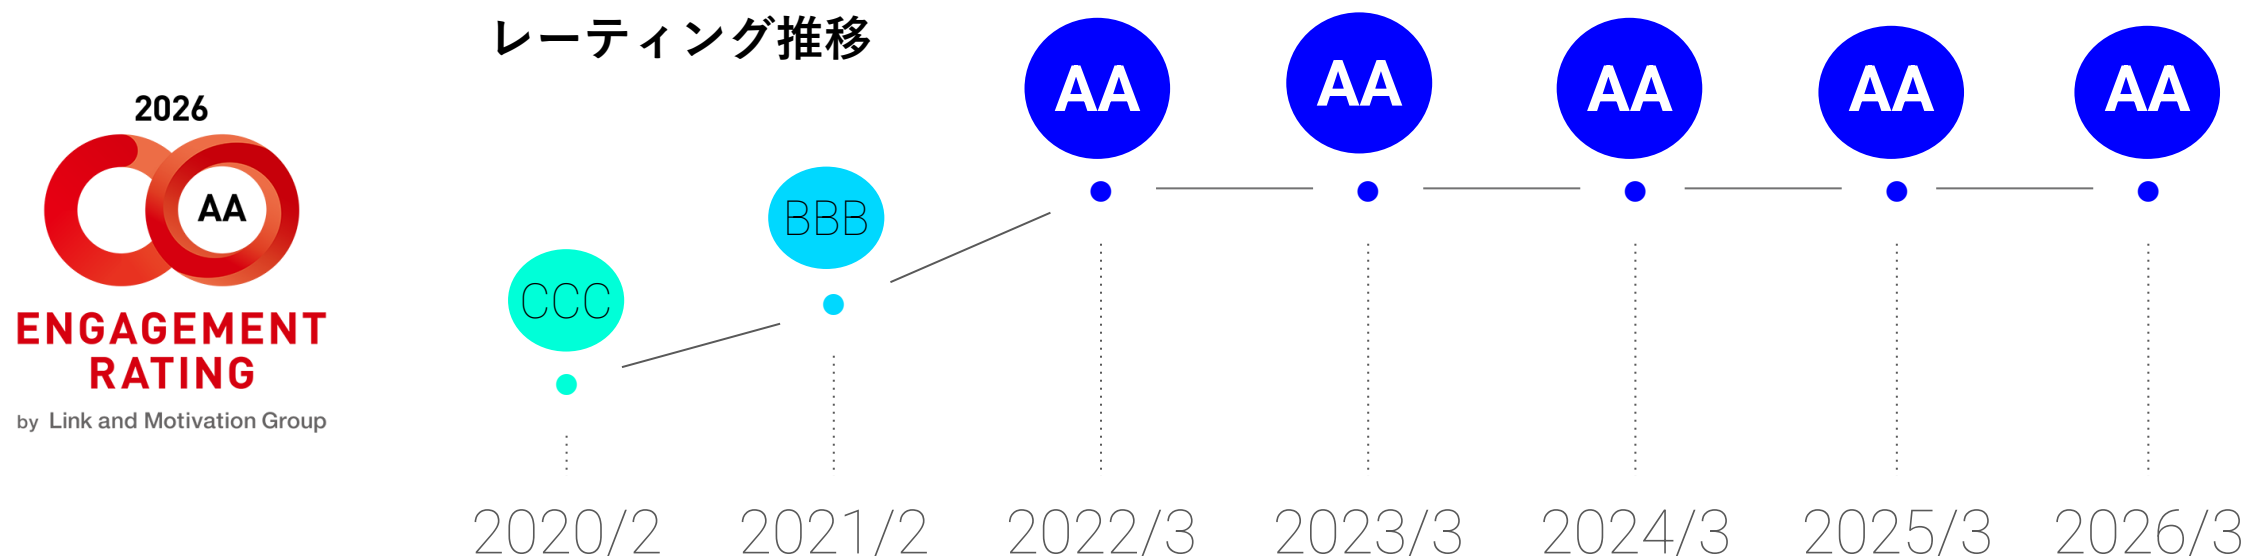 レーティング推移
2026
AA
ENGAGEMENT
RATING
by Link and Motivation Group
CCC
BBB
AA
AA
AA
AA
AA
2020/2
2021/2
2022/3
2023/3
2024/3
2025/3
2026/3